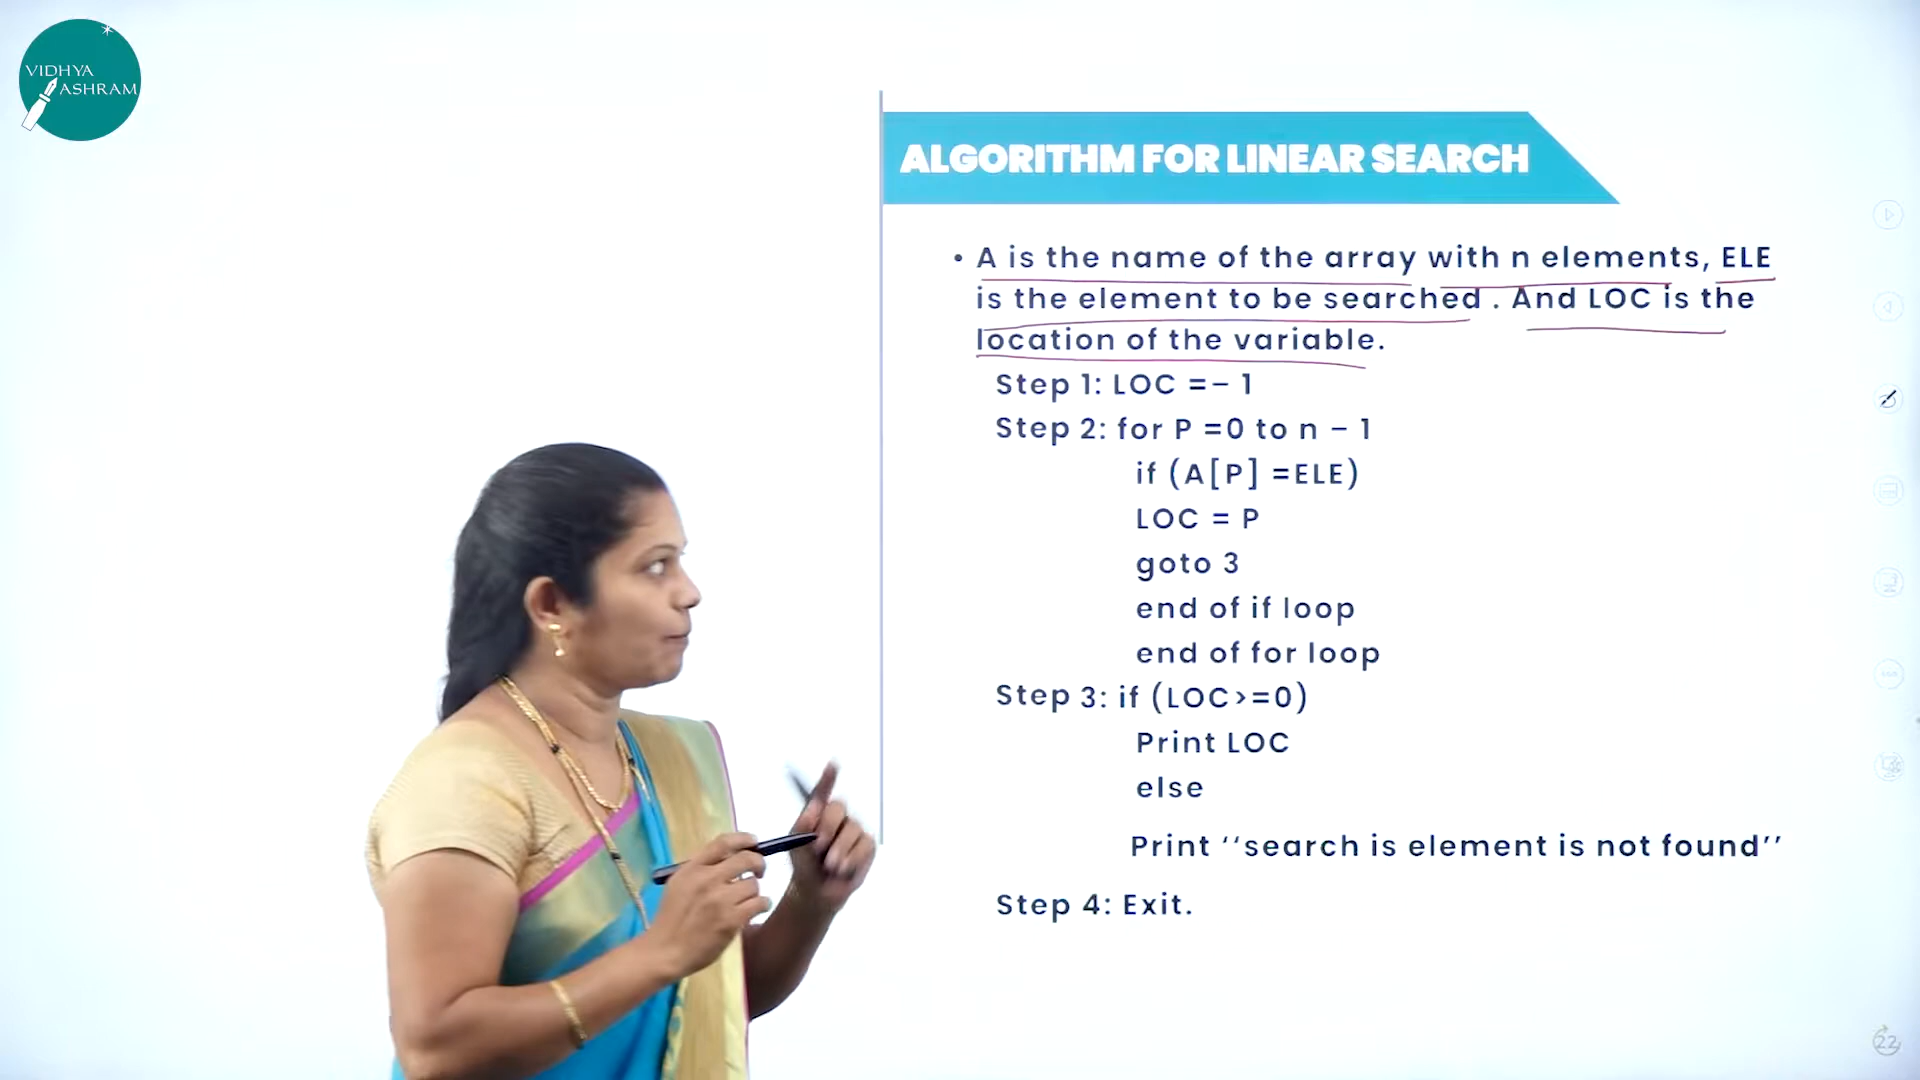 VIDHYA
ASHRAM
ALGORITHM FOR LINEAR SEARCH
• A is the name of the array with n elements, ELE
is the element to be searched . And LOC is the
location of the variable.
Step 1: LOC =– 1
Step 2: for P =0 to n – 1
if (A[P] =ELE)
LOC = P
goto 3
end of if loop
end of for loop
Step 3: if (LOC>=0)
Print LOC
else
Print ‘‘search is element is not found’’
Step 4: Exit.
22